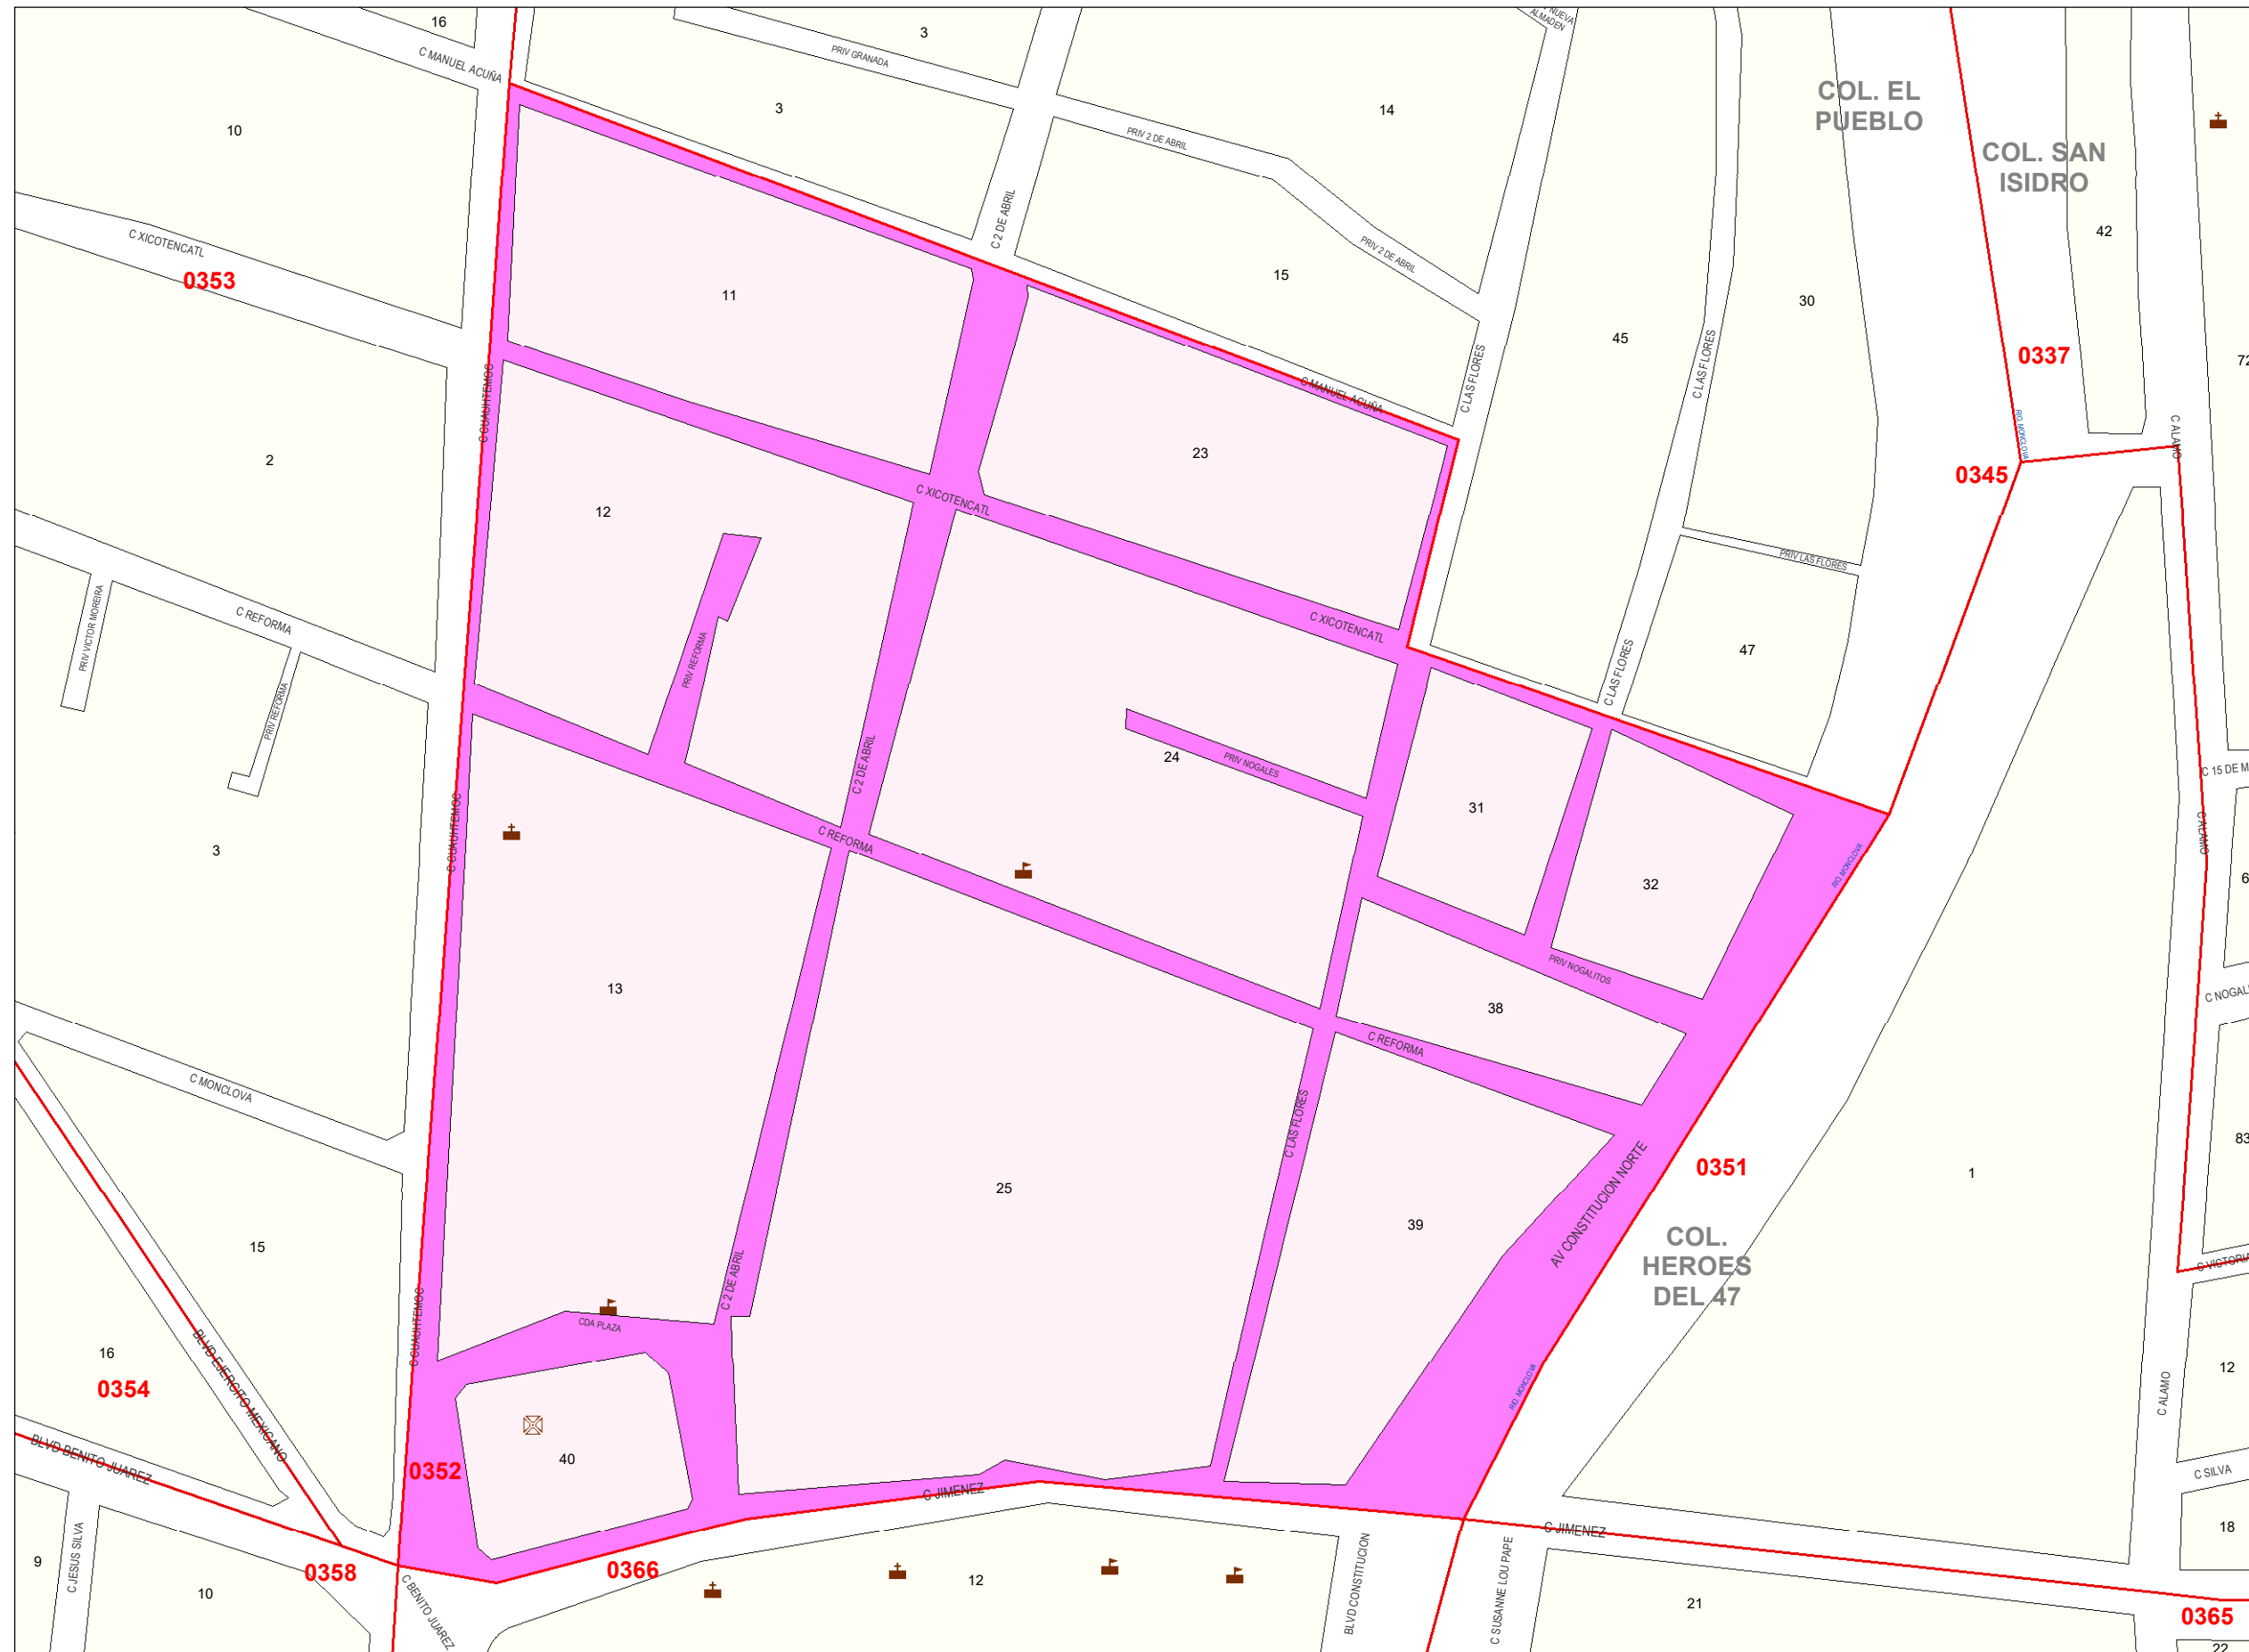 16
C MANUEL ACUÑA
3
PRIV GRANADA
NUEVA
ALMADEN
COL. EL
PUEBLO
10
3
14
PRIV 2 DE ABRIL
COL. SAN
ISIDRO
C XICOTENCATL
C 2 DE ABRIL
PRIV 2 DE ABRIL
42
0353
11
15
30
45
0337
72
C CUAUHTEMOC
C MANUEL ACUÑA
C LAS FLORES
C LAS FLORES
RIO. MONCLOVA
C ALAMO
2
23
0345
12
C XICOTENCATL
PRIV LAS FLORES
PRIV VICTOR MOREIRA
C REFORMA
PRIV REFORMA
C XICOTENCATL
47
PRIV REFORMA
C LAS FLORES
C 2 DE ABRIL
24
PRIV NOGALES
C 15 DE M
31
C CUAUHTEMOC
C REFORMA
C ALAMO
3
RIO. MONCLOVA
32
6
PRIV NOGALITOS
13
38
C NOGAL
C REFORMA
C MONCLOVA
C LAS FLORES
83
0351
1
25
AV CONSTITUCION NORTE
39
15
COL.
HEROES
DEL 47
C VICTORIA
C 2 DE ABRIL
CDA PLAZA
C CUAUHTEMOC
16
BLVD EJERCITO MEXICANO
0354
RIO. MONCLOVA
12
C ALAMO
BLVD BENITO JUAREZ
0352
40
C SILVA
C JIMENEZ
C JIMENEZ
18
9
C JESUS SILVA
0358
0366
12
10
C BENITO JUAREZ
BLVD CONSTITUCION
C SUSANNE LOU PAPE
21
0365
22